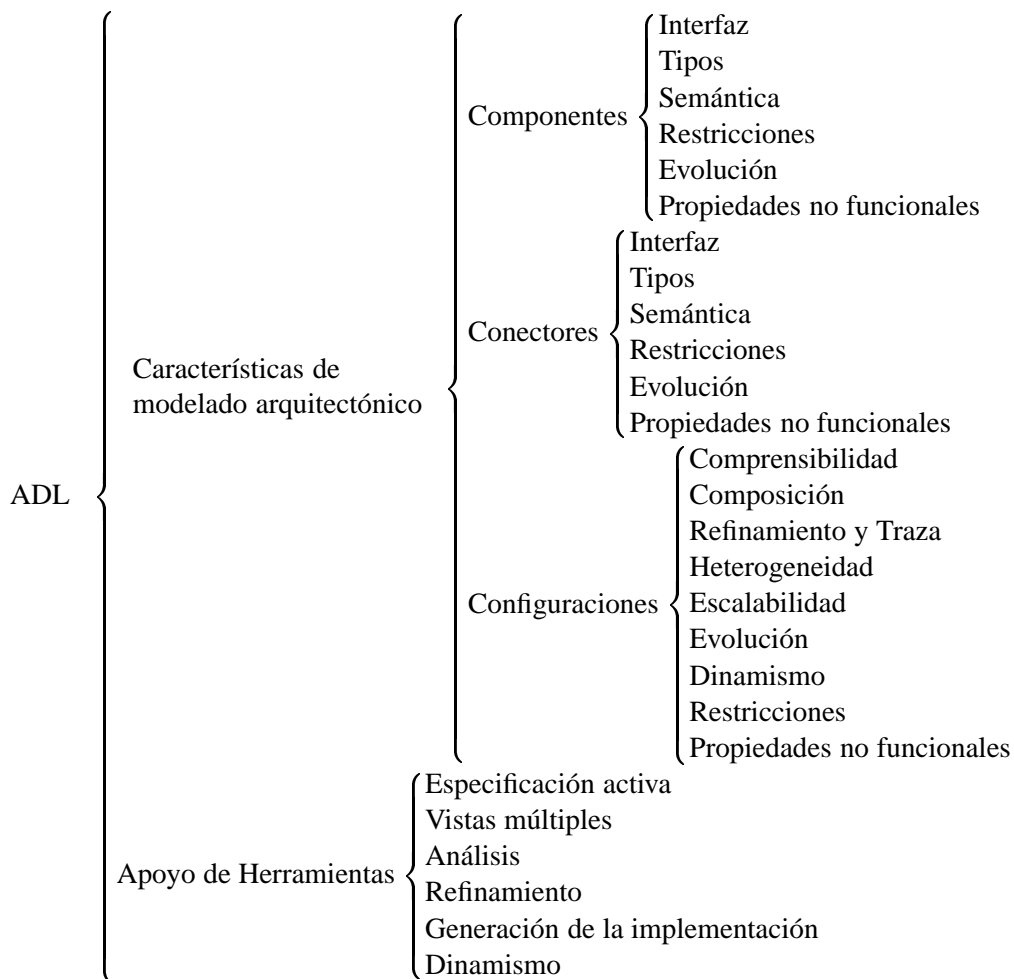 Interfaz
Tipos
Semántica
Componentes
Restricciones
Evolución
Propiedades no funcionales
Interfaz
Tipos
Semántica
Conectores
Restricciones
Evolución
Propiedades no funcionales
Características de
modelado arquitectónico
Comprensibilidad
Composición
Refinamiento y Traza
Heterogeneidad
Configuraciones
Escalabilidad
Evolución
Dinamismo
Restricciones
Propiedades no funcionales
ADL
Especificación activa
Vistas múltiples
Análisis
Apoyo de Herramientas
Refinamiento
Generación de la implementación
Dinamismo